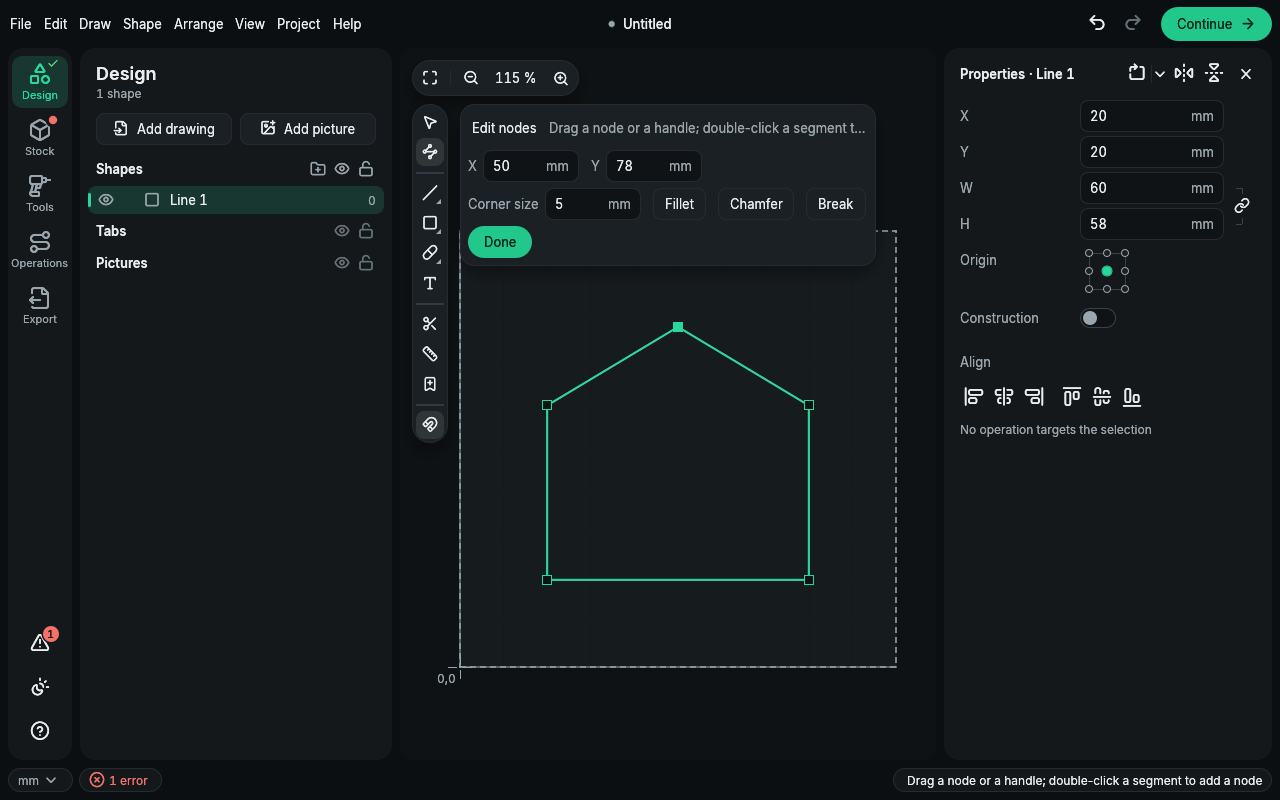 File Edit Draw Shape Arrange View Project Help
Untitled
Continue
Design
Stock
Tools
Operations
Export
1
Design
1 shape
Add drawing
Add picture
Shapes
Line 1
0
Tabs
Pictures
115 %
Edit nodes
Drag a node or a handle; double-click a segment t...
X 50 mm
Y 78 mm
Corner size 5 mm
Fillet
Chamfer
Break
Done
0,0
Properties · Line 1
X 20 mm
Y 20 mm
W 60 mm
H 58 mm
Origin
Construction
Align
No operation targets the selection
mm
1 error
Drag a node or a handle; double-click a segment to add a node